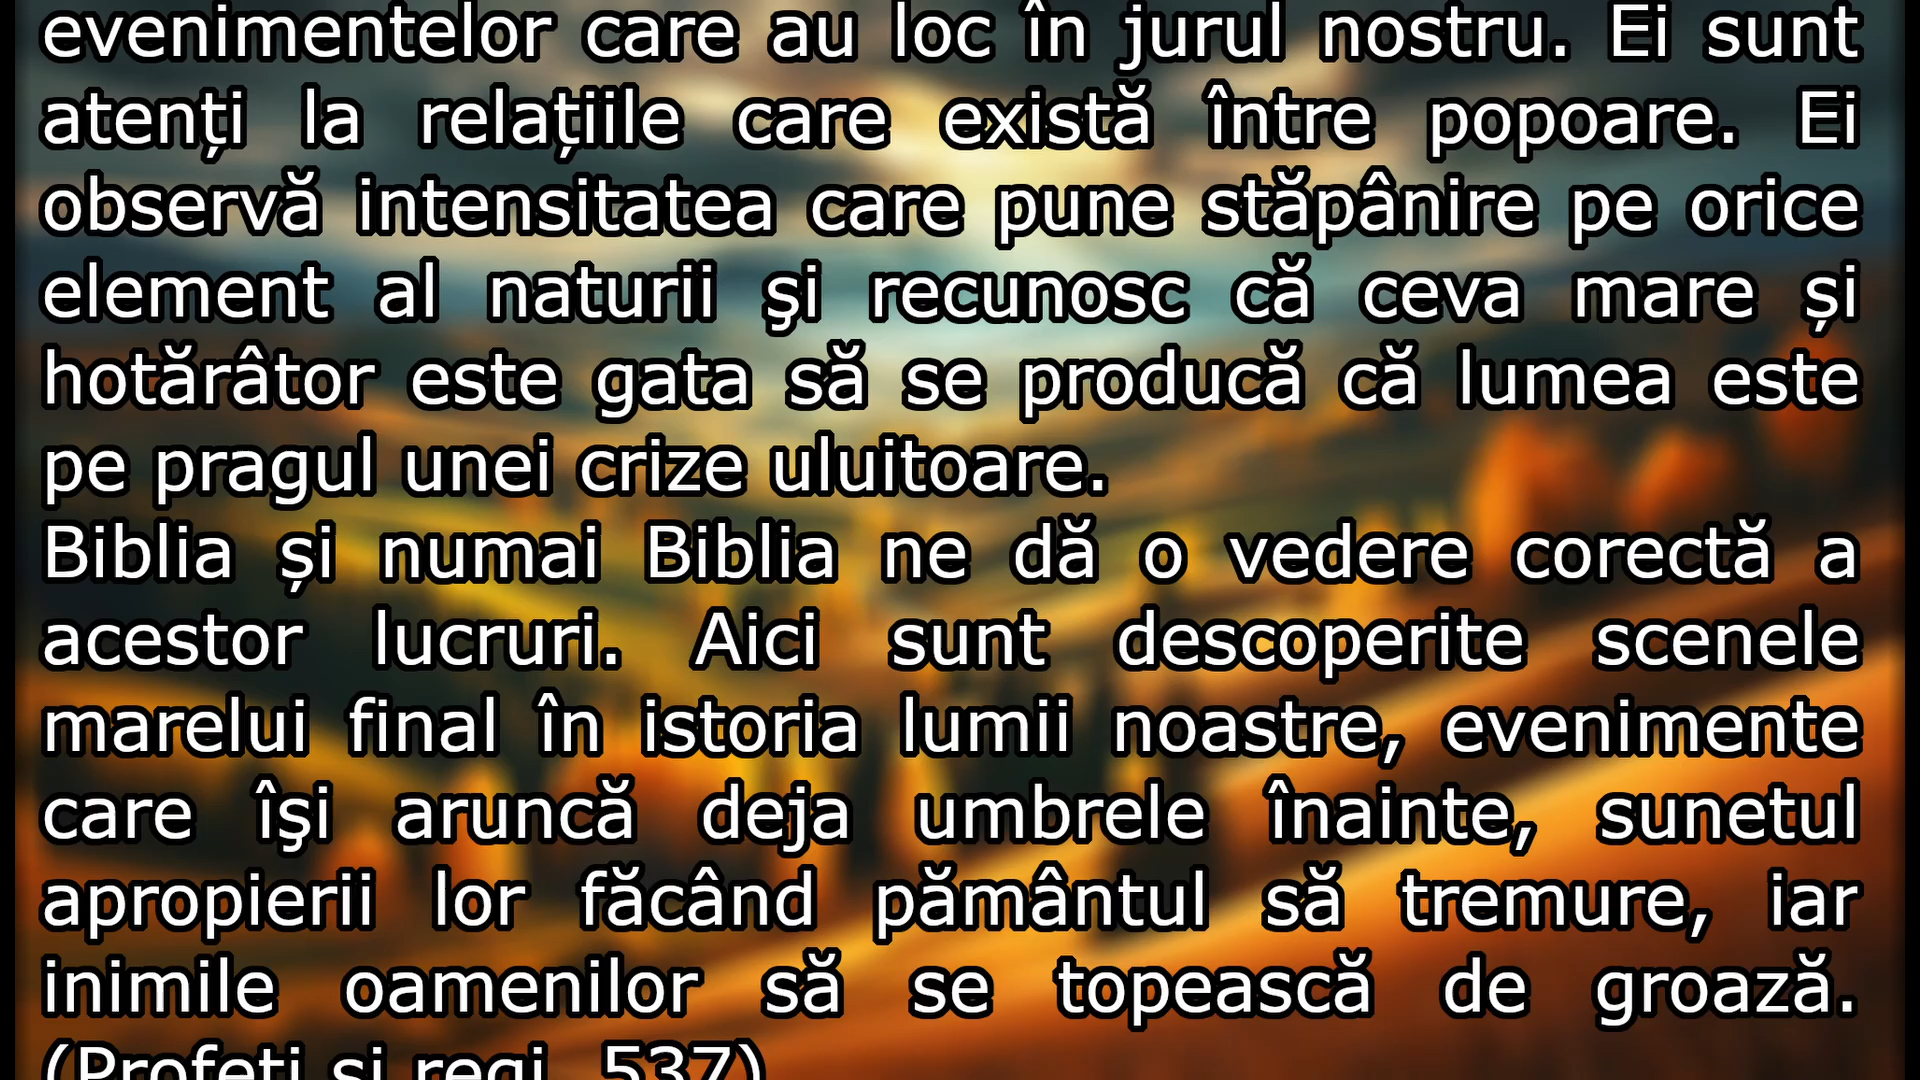 evenimentelor care au loc în jurul nostru. Ei sunt
atenți la relațiile care există între popoare. Ei
observă intensitatea care pune stăpânire pe orice
element al naturii şi recunosc că ceva mare și
hotărâtor este gata să se producă că lumea este
pe pragul unei crize uluitoare.
Biblia și numai Biblia ne dă o vedere corectă a
acestor lucruri. Aici sunt descoperite scenele
marelui final în istoria lumii noastre, evenimente
care îşi aruncă deja umbrele înainte, sunetul
apropierii lor făcând pământul să tremure, iar
inimile oamenilor să se topească de groază.
(Profeți și regi, 537)